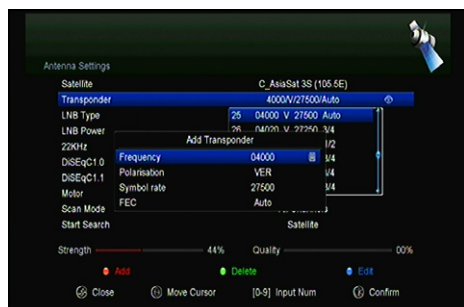 Antenna Settings
Satellite C_AsiaSat 3S (105.5E)
Transponder 4000/V/27500/Auto
LNB Type 25 04000 V 27500 Auto
LNB Power 26 04020 V 27250 3/4
22KHz 1/2
Add Transponder
DiSEqC1.0 3/4
Frequency 04000
DiSEqC1.1 3/4
Polarisation VER
Motor 3/4
Symbol rate 27500
Scan Mode
FEC Auto
Start Search Satellite
Strength 44% Quality 00%
Add Delete Edit
Close Move Cursor [0-9] Input Num Confirm